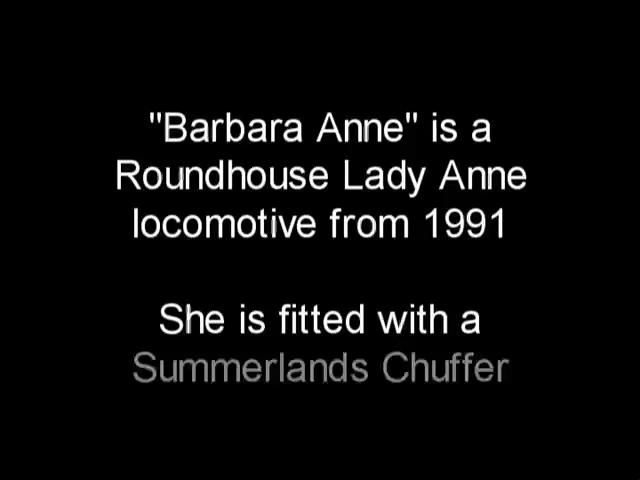 "Barbara Anne" is a
Roundhouse Lady Anne
locomotive from 1991
She is fitted with a
Summerlands Chuffer